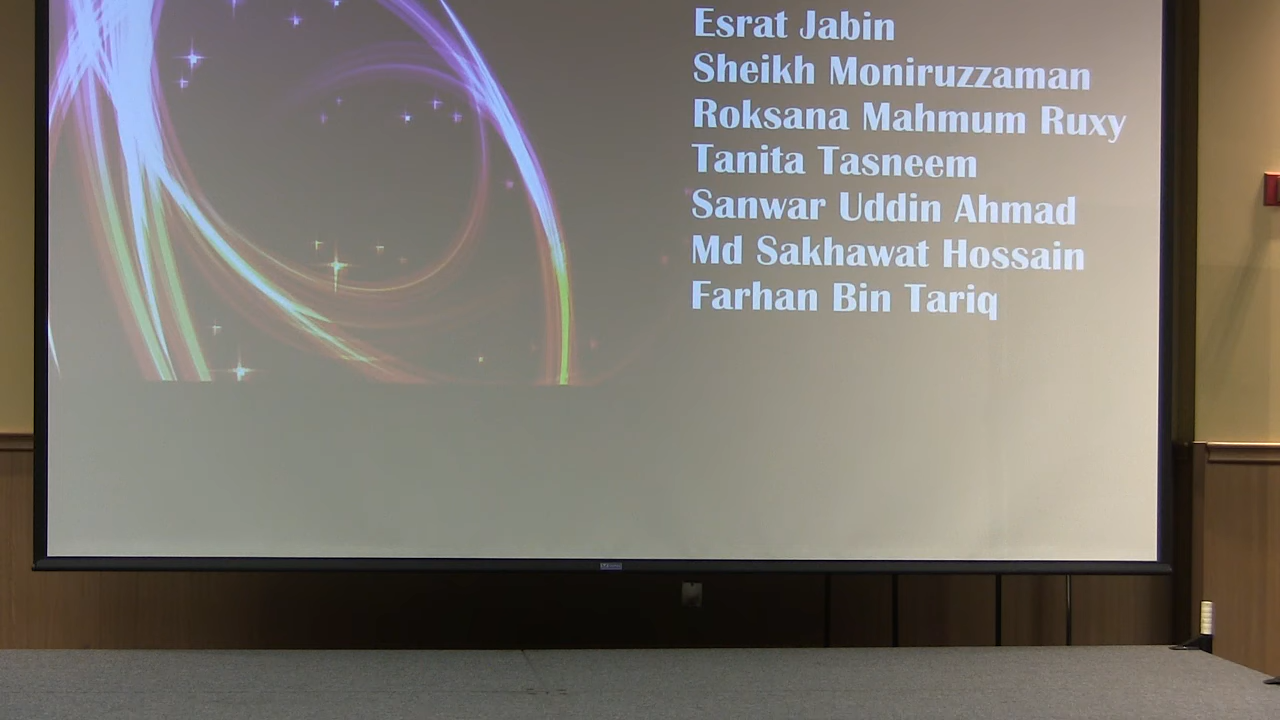 Esrat Jabin
Sheikh Moniruzzaman
Roksana Mahmum Ruxy
Tanita Tasneem
Sanwar Uddin Ahmad
Md Sakhawat Hossain
Farhan Bin Tariq